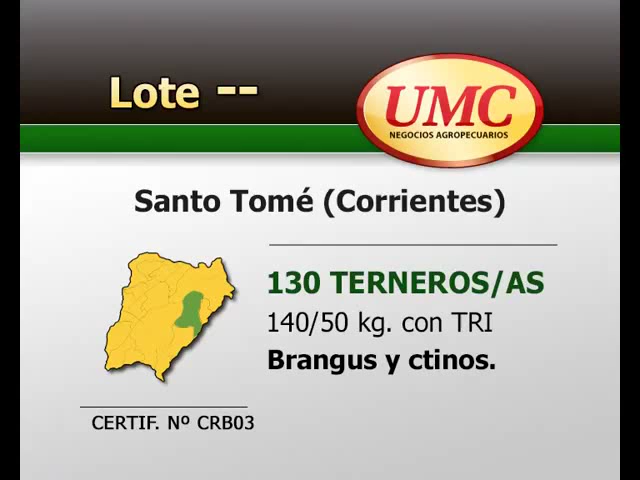 Lote --
UMC
NEGOCIOS AGROPECUARIOS
Santo Tomé (Corrientes)
130 TERNEROS/AS
140/50 kg. con TRI
Brangus y ctinos.
CERTIF. Nº CRB03